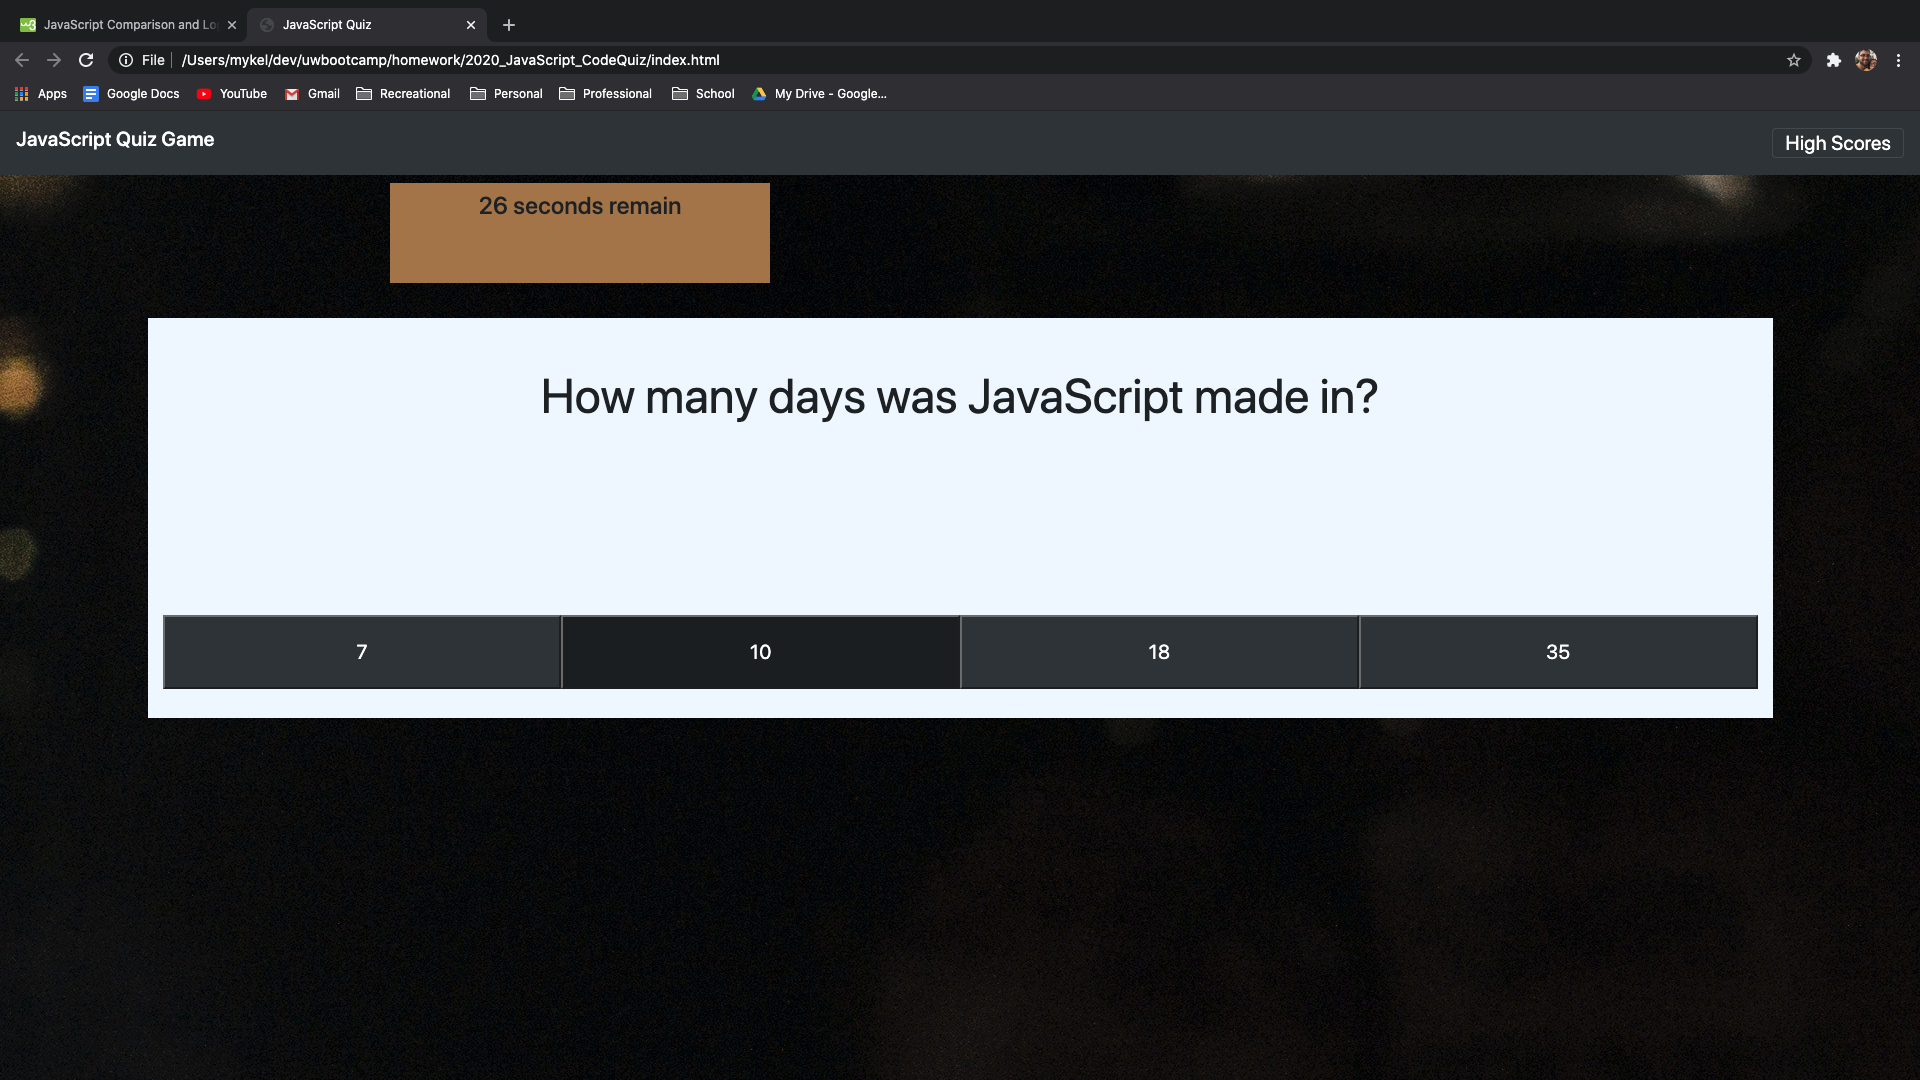 JavaScript Comparison and Lo
JavaScript Quiz
File
/Users/mykel/dev/uwbootcamp/homework/2020_JavaScript_CodeQuiz/index.html
Apps
Google Docs
YouTube
Gmail
Recreational
Personal
Professional
School
My Drive - Google...
JavaScript Quiz Game
High Scores
26 seconds remain
How many days was JavaScript made in?
7
10
18
35